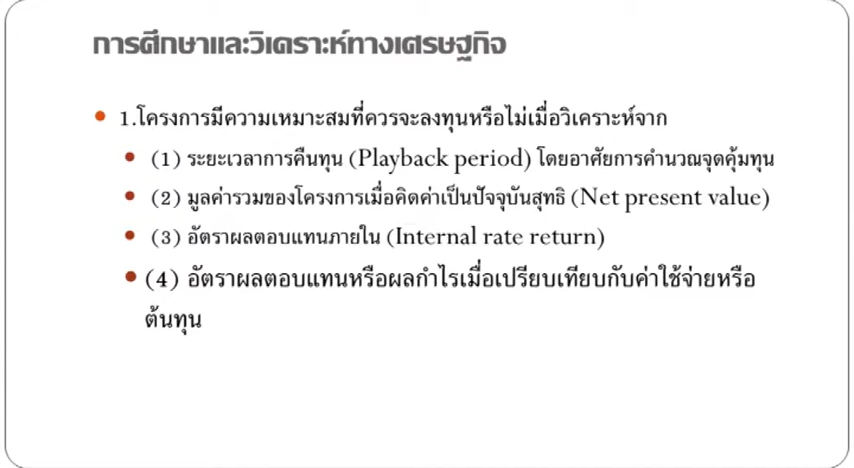 การศึกษาและวิเคราะห์ทางเศรษฐกิจ
1.โครงการมีความเหมาะสมที่ควรจะลงทุนหรือไม่เมื่อวิเคราะห์จาก
(1) ระยะเวลาการคืนทุน (Playback period) โดยอาศัยการคำนวณจุดคุ้มทุน
(2) มูลค่ารวมของโครงการเมื่อคิดค่าเป็นปัจจุบันสุทธิ (Net present value)
(3) อัตราผลตอบแทนภายใน (Internal rate return)
(4) อัตราผลตอบแทนหรือผลกำไรเมื่อเปรียบเทียบกับค่าใช้จ่ายหรือ
ต้นทุน